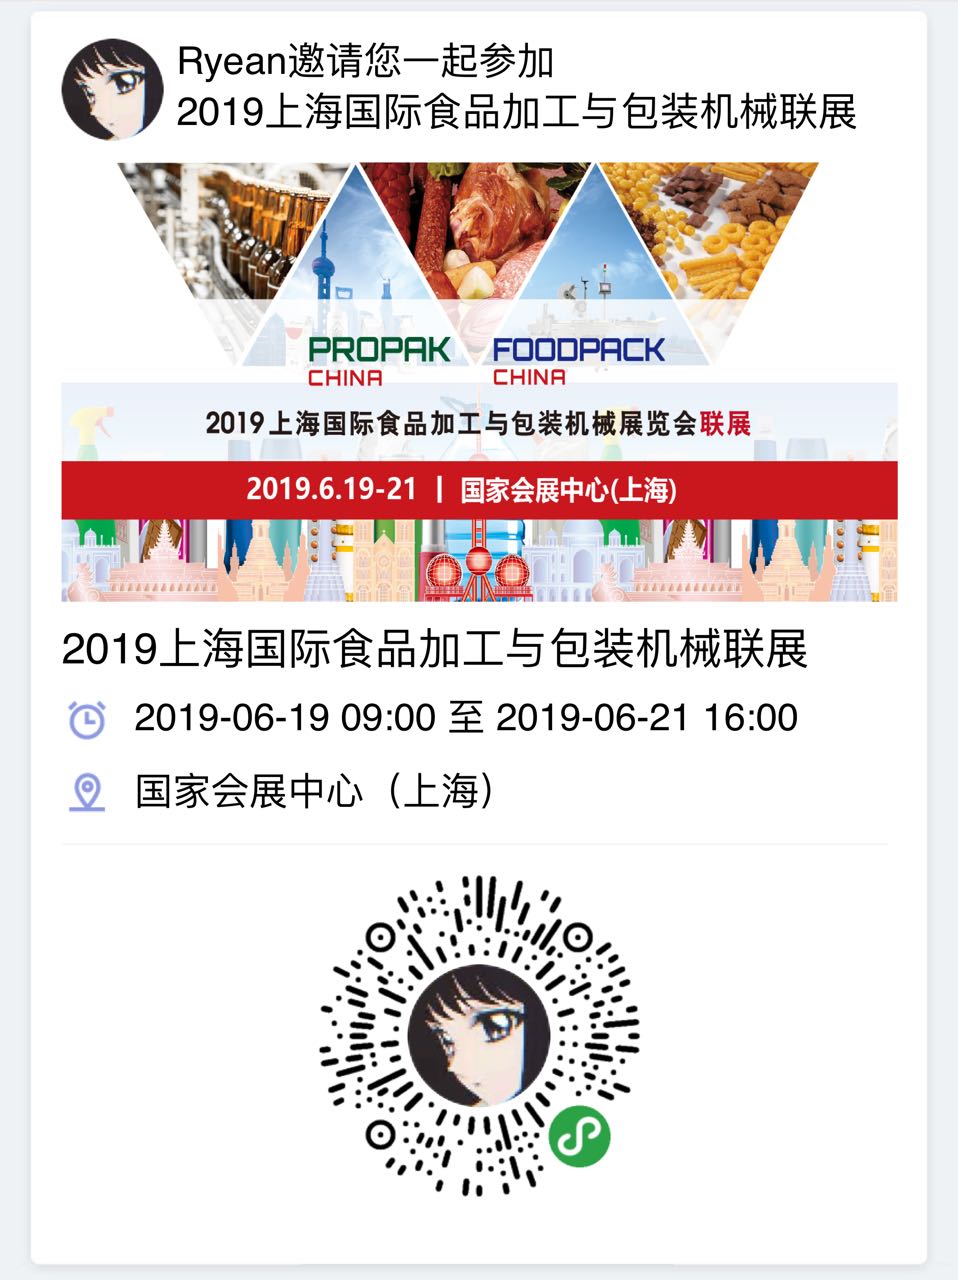 Ryean邀请您一起参加
2019上海国际食品加工与包装机械联展
PROPAK
CHINA
FOODPACK
CHINA
2019上海国际食品加工与包装机械展览会联展
2019.6.19-21 | 国家会展中心(上海)
2019上海国际食品加工与包装机械联展
2019-06-19 09:00 至 2019-06-21 16:00
国家会展中心（上海）